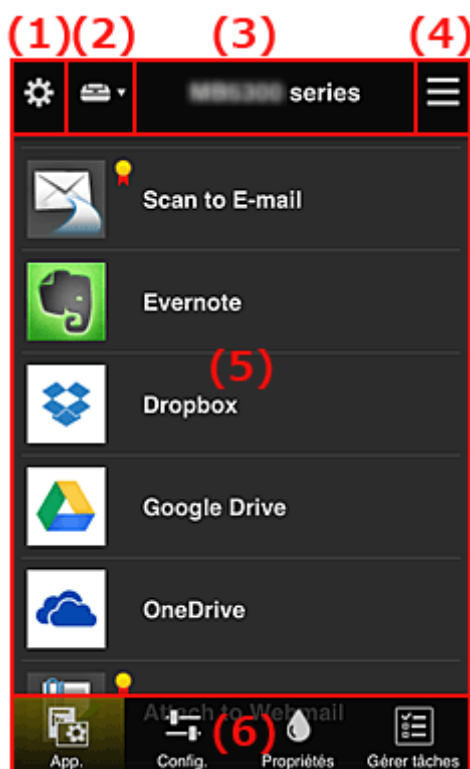 (1)(2) (3) (4)
series
Scan to E-mail
Evernote
(5)
Dropbox
Google Drive
OneDrive
Attach to Webmail
(6)
App. Config. Propriétés Gérer tâches